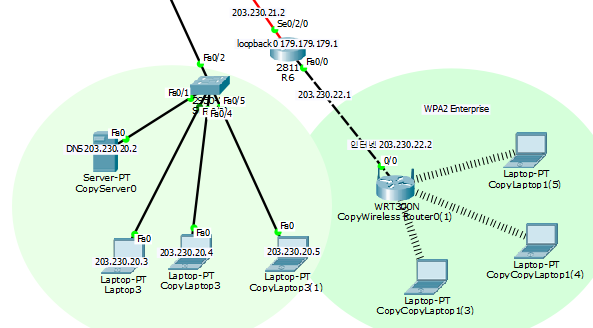 203.230.21.2
Se0/2/0
loopback0 179.179.179.1
2811
R6
Fa0/0
203.230.22.1
Fa0/2
Fa0/1
Fa0/5
Fa0/4
WPA2 Enterprise
Fa0
DNS203.230.20.2
Server-PT
CopyServer0
인터넷 203.230.22.2
0/0
WRT300N
CopyWireless Router0(1)
Laptop-PT
CopyLaptop1(5)
Fa0
203.230.20.3
Laptop-PT
Laptop3
Fa0
203.230.20.4
Laptop-PT
CopyLaptop3
Fa0
203.230.20.5
Laptop-PT
CopyLaptop3(1)
Laptop-PT
CopyCopyLaptop1(4)
Laptop-PT
CopyCopyLaptop1(3)